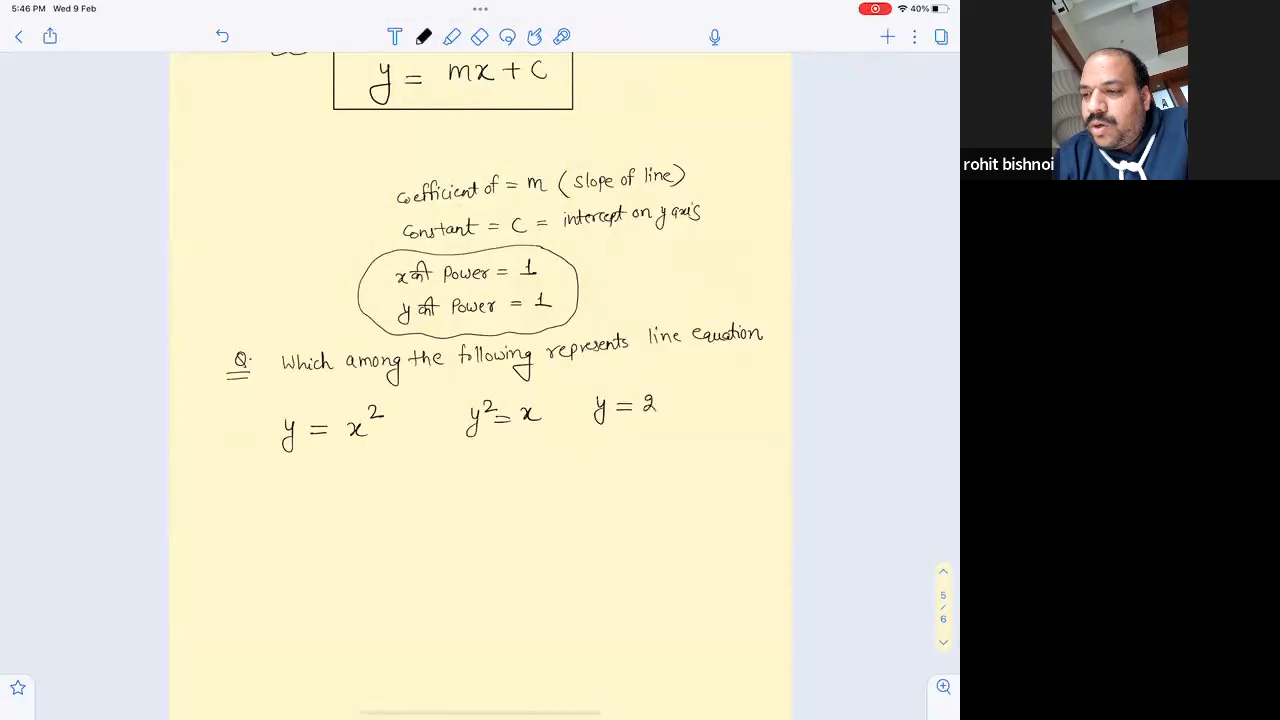 5:46 PM Wed 9 Feb
40%
y = mx + c
coefficient of = m (slope of line)
constant = c = intercept on y axis
x की Power = 1
y की Power = 1
Q. Which among the following represents line equation
y = x² y² = x y = 2
rohit bishnoi
5
/
6